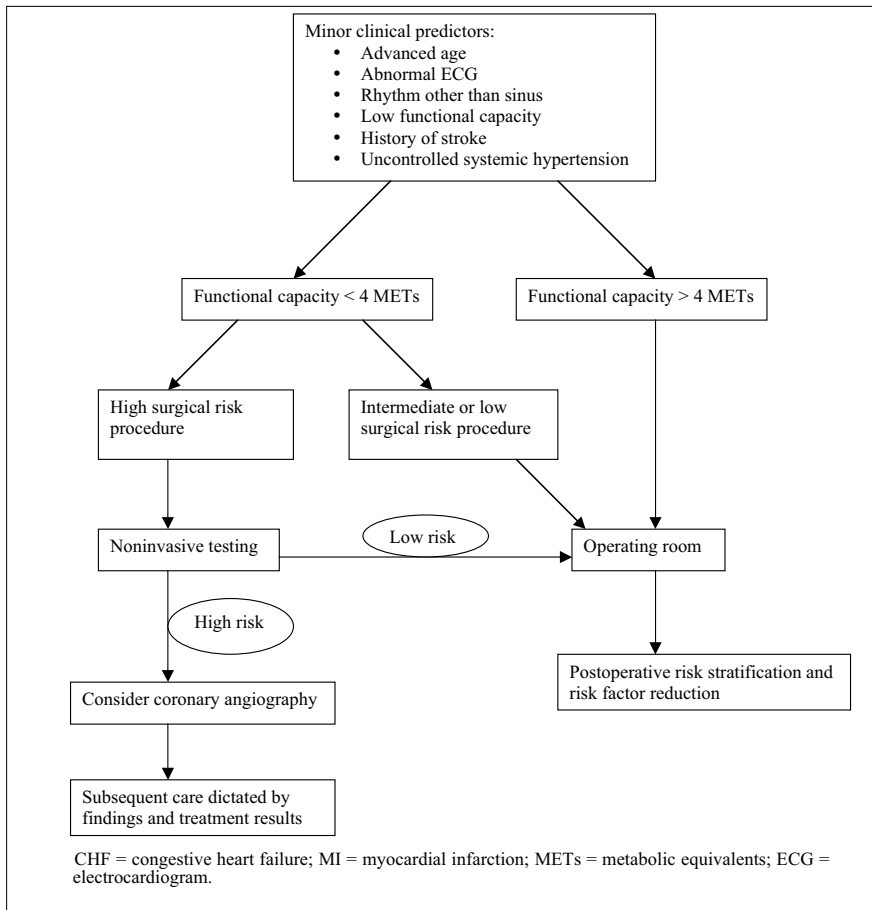 Minor clinical predictors:
• Advanced age
• Abnormal ECG
• Rhythm other than sinus
• Low functional capacity
• History of stroke
• Uncontrolled systemic hypertension
Functional capacity < 4 METs
Functional capacity > 4 METs
High surgical risk
procedure
Intermediate or low
surgical risk procedure
Noninvasive testing
Low risk
Operating room
High risk
Postoperative risk stratification and
risk factor reduction
Consider coronary angiography
Subsequent care dictated by
findings and treatment results
CHF = congestive heart failure; MI = myocardial infarction; METs = metabolic equivalents; ECG =
electrocardiogram.